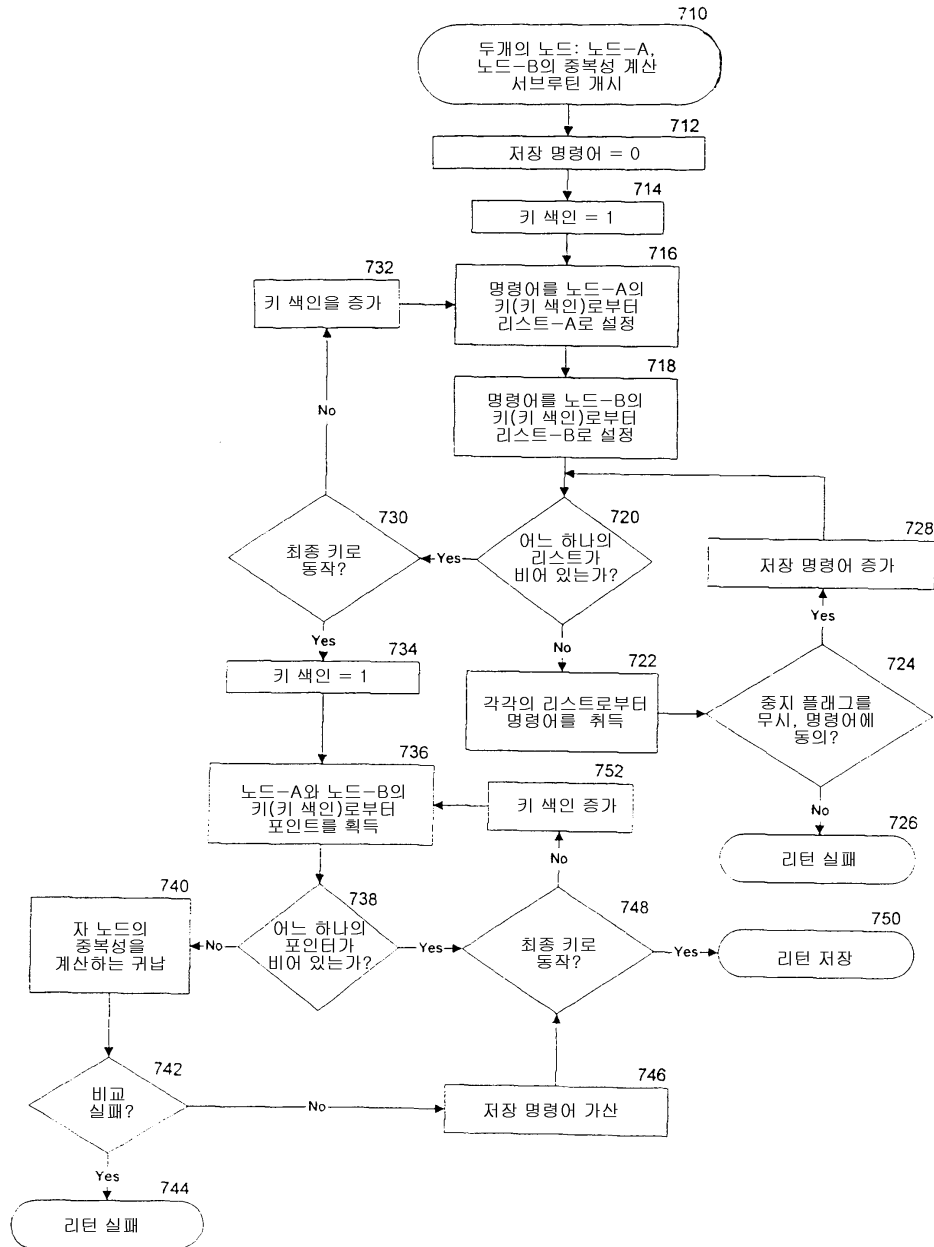 710
두개의 노드: 노드-A,
노드-B의 중복성 계산
서브루틴 개시
712
저장 명령어 = 0
714
키 색인 = 1
716
명령어를 노드-A의
키(키 색인)로부터
리스트-A로 설정
732
키 색인을 증가
718
명령어를 노드-B의
키(키 색인)로부터
리스트-B로 설정
No
730
최종 키로
동작?
Yes
720
어느 하나의
리스트가
비어 있는가?
728
저장 명령어 증가
Yes
Yes
734
키 색인 = 1
No
722
각각의 리스트로부터
명령어를 취득
724
중지 플래그를
무시, 명령어에
동의?
736
노드-A와 노드-B의
키(키 색인)로부터
포인트를 획득
752
키 색인 증가
No
726
리턴 실패
No
740
자 노드의
중복성을
계산하는 귀납
No
738
어느 하나의
포인터가
비어 있는가?
Yes
748
최종 키로
동작?
Yes
750
리턴 저장
742
비교
실패?
No
746
저장 명령어 가산
Yes
744
리턴 실패